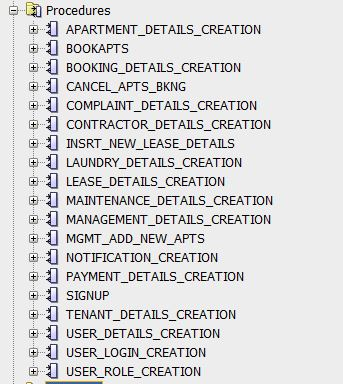 Procedures
APARTMENT_DETAILS_CREATION
BOOKAPTS
BOOKING_DETAILS_CREATION
CANCEL_APTS_BKNG
COMPLAINT_DETAILS_CREATION
CONTRACTOR_DETAILS_CREATION
INSRT_NEW_LEASE_DETAILS
LAUNDRY_DETAILS_CREATION
LEASE_DETAILS_CREATION
MAINTENANCE_DETAILS_CREATION
MANAGEMENT_DETAILS_CREATION
MGMT_ADD_NEW_APTS
NOTIFICATION_CREATION
PAYMENT_DETAILS_CREATION
SIGNUP
TENANT_DETAILS_CREATION
USER_DETAILS_CREATION
USER_LOGIN_CREATION
USER_ROLE_CREATION